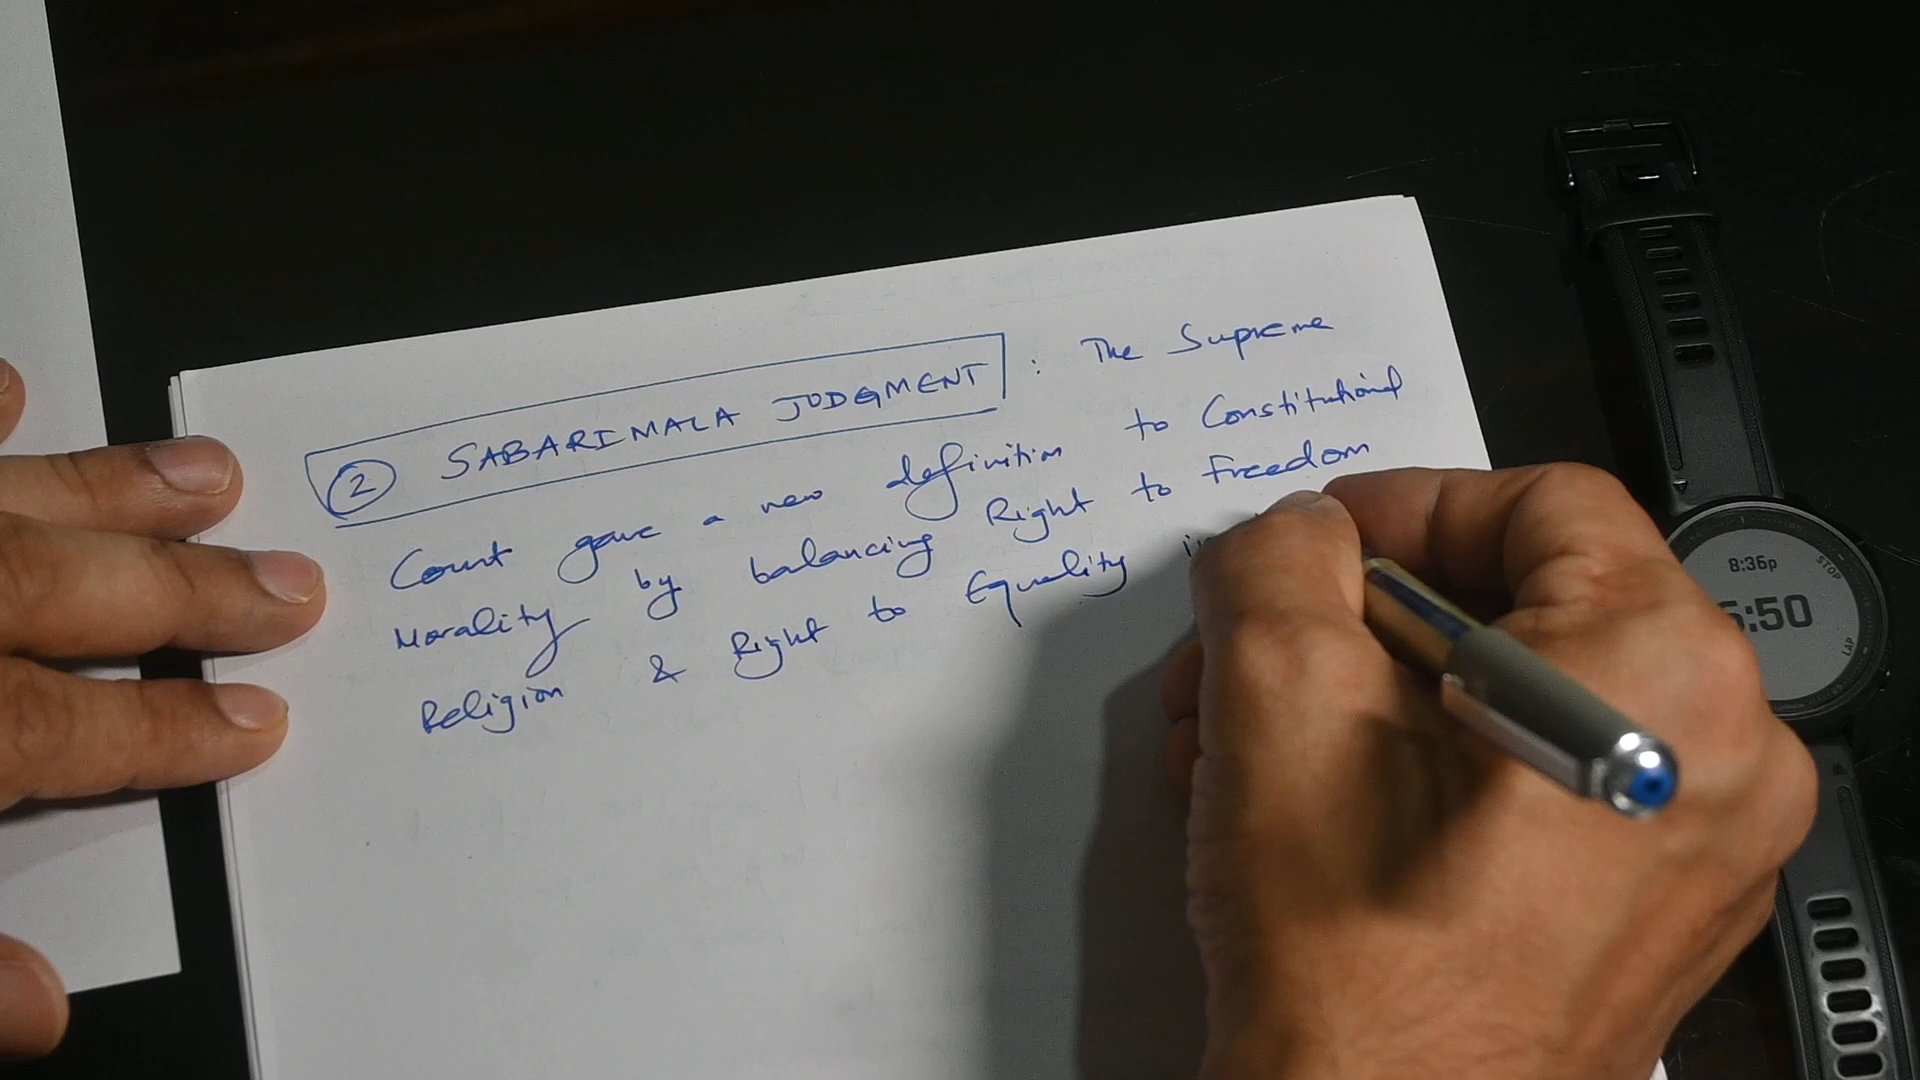 ② SABARIMALA JUDGMENT : The Supreme
Court gave a new definition to Constitutional
Morality by balancing Right to Freedom
Religion & Right to Equality
8:36p
STOP
5:50
LAP